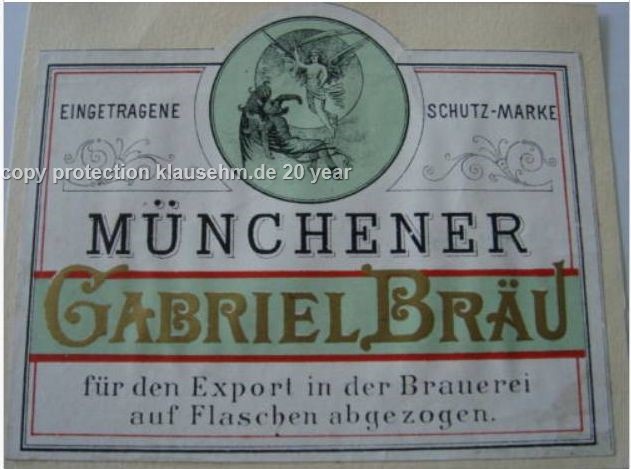 EINGETRAGENE SCHUTZ-MARKE
copy protection klausehm.de 20 year
MÜNCHENER
GABRIEL BRÄU
für den Export in der Brauerei
auf Flaschen abgezogen.